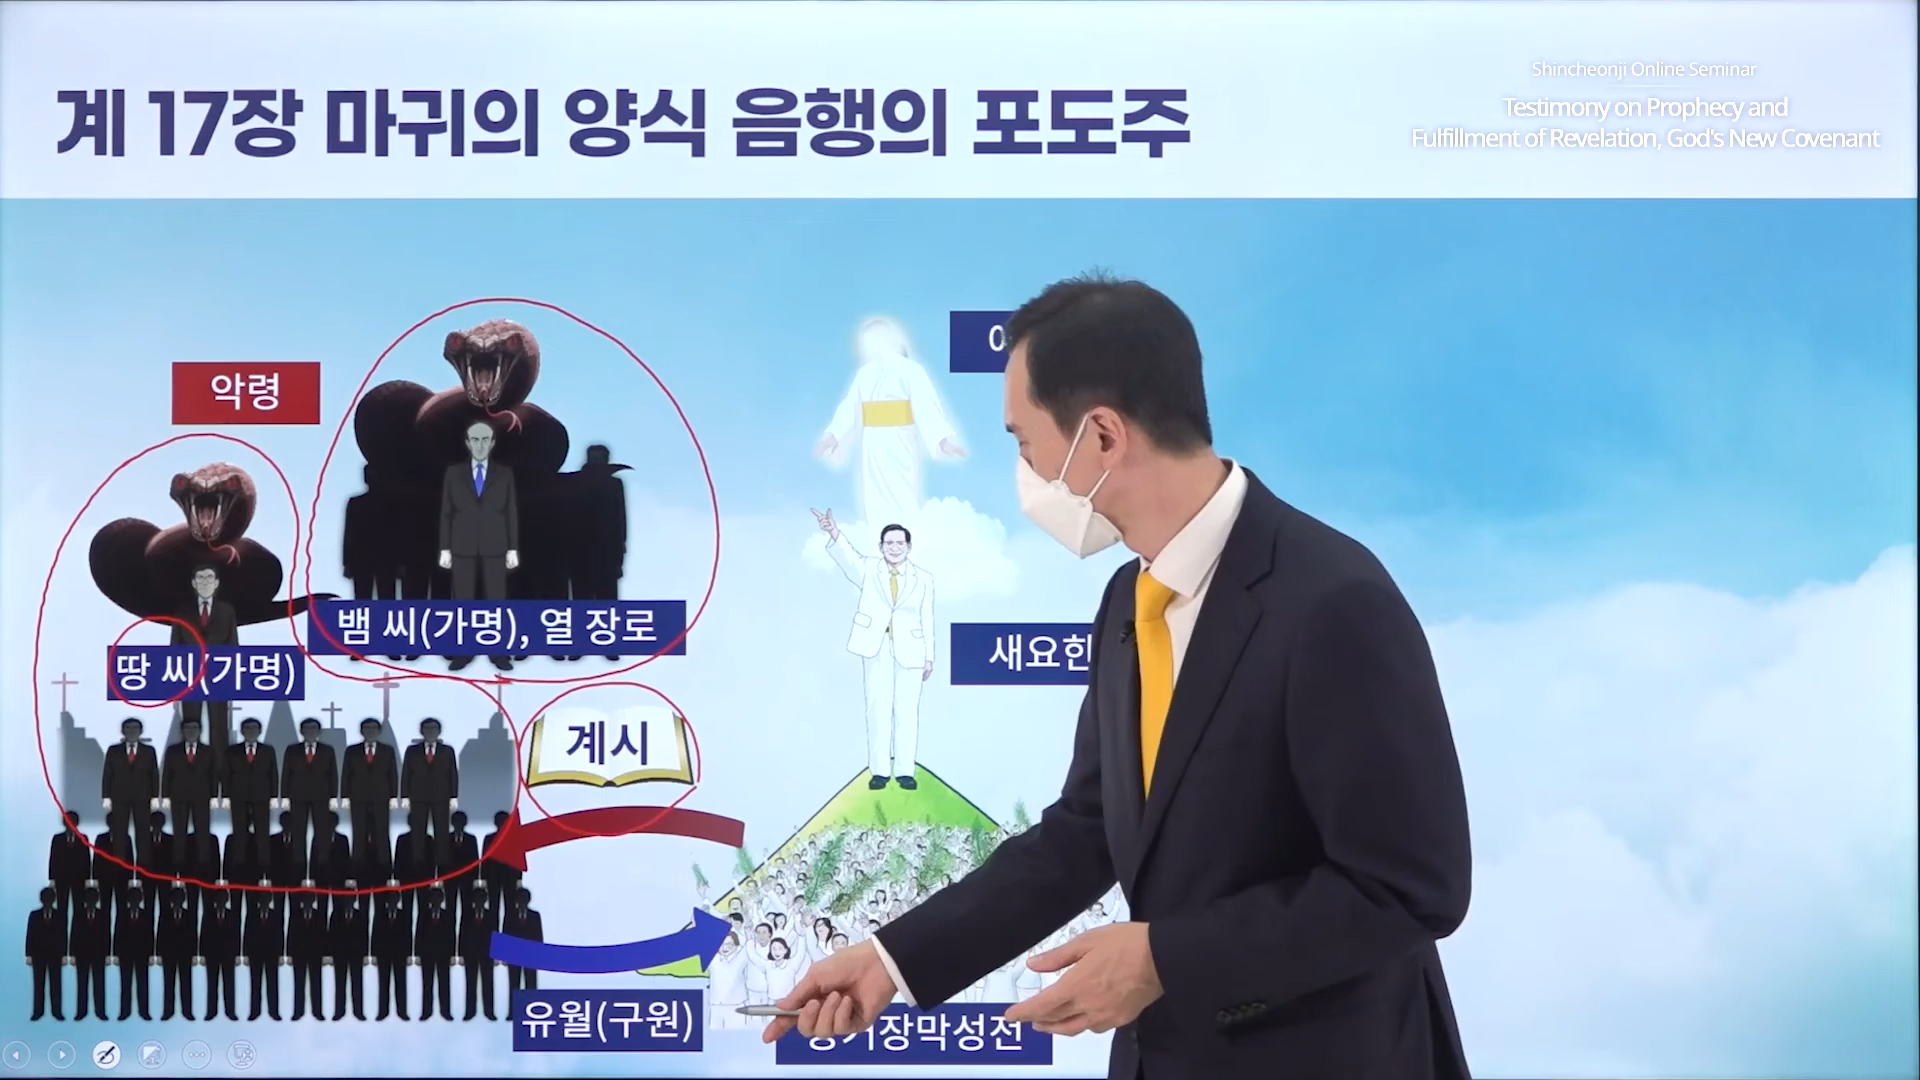 Shincheonji Online Seminar
계 17장 마귀의 양식 음행의 포도주
Testimony on Prophecy and
Fulfillment of Revelation, God's New Covenant
악령
뱀 씨(가명), 열 장로
땅 씨(가명)
새요한
계시
유월(구원)